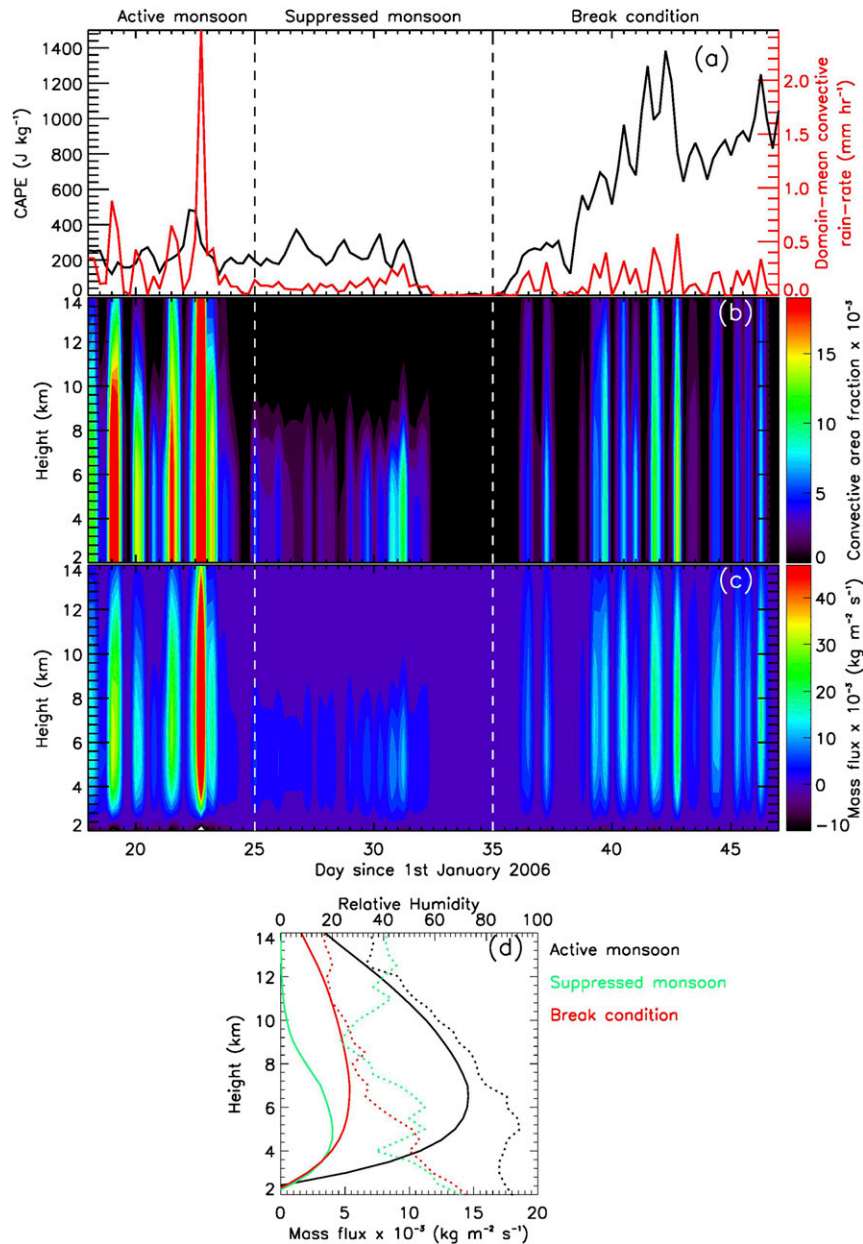 Active monsoon Suppressed monsoon Break condition
(a)
CAPE (J kg⁻¹)
1400
1200
1000
800
600
400
200
0
2.0
1.5
1.0
0.5
0.0
Domain-mean convective
rain-rate (mm hr⁻¹)
(b)
Height (km)
14
12
10
8
6
4
2
15
10
5
0
Convective area fraction x 10⁻³
(c)
Height (km)
14
12
10
8
6
4
2
40
30
20
10
0
-10
Mass flux x 10⁻³ (kg m⁻² s⁻¹)
20 25 30 35 40 45
Day since 1st January 2006
Relative Humidity
0 20 40 60 80 100
(d)
Height (km)
14
12
10
8
6
4
2
Active monsoon
Suppressed monsoon
Break condition
0 5 10 15 20
Mass flux x 10⁻³ (kg m⁻² s⁻¹)